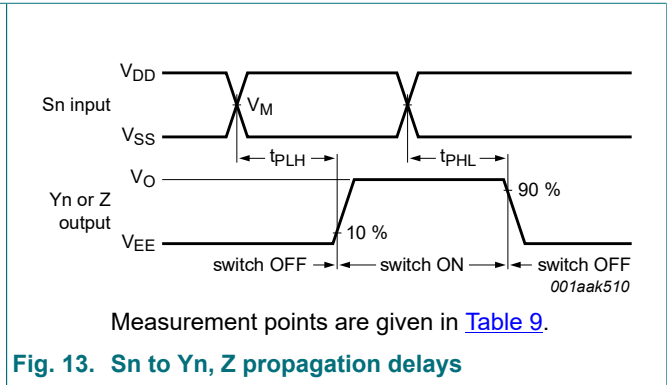 VDD
Sn input
VM
VSS
tPLH
tPHL
VO
Yn or Z
output
90 %
10 %
VEE
switch OFF
switch ON
switch OFF
001aak510
Measurement points are given in Table 9.
Fig. 13. Sn to Yn, Z propagation delays